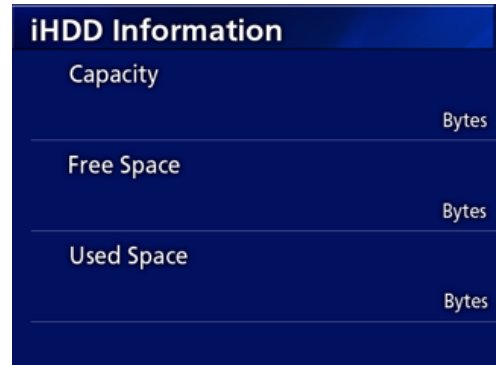 iHDD Information
Capacity
Bytes
Free Space
Bytes
Used Space
Bytes